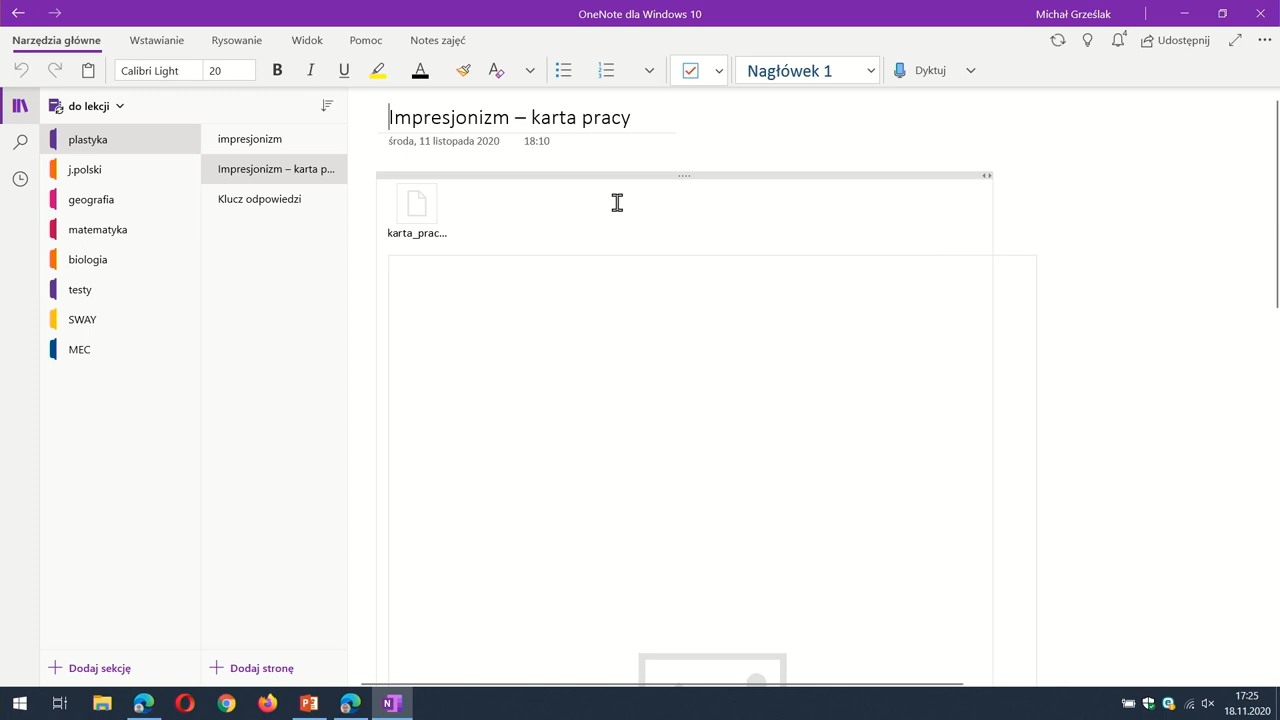 OneNote dla Windows 10
Michał Grześlak
Narzędzia główne
Wstawianie
Rysowanie
Widok
Pomoc
Notes zajęć
4
Udostępnij
Calibri Light
20
B
I
U
A
A
Nagłówek 1
Dyktuj
do lekcji
plastyka
j.polski
geografia
matematyka
biologia
testy
SWAY
MEC
impresjonizm
Impresjonizm – karta p...
Klucz odpowiedzi
Impresjonizm – karta pracy
środa, 11 listopada 2020 18:10
karta_prac...
Dodaj sekcję
Dodaj stronę
17:25
18.11.2020